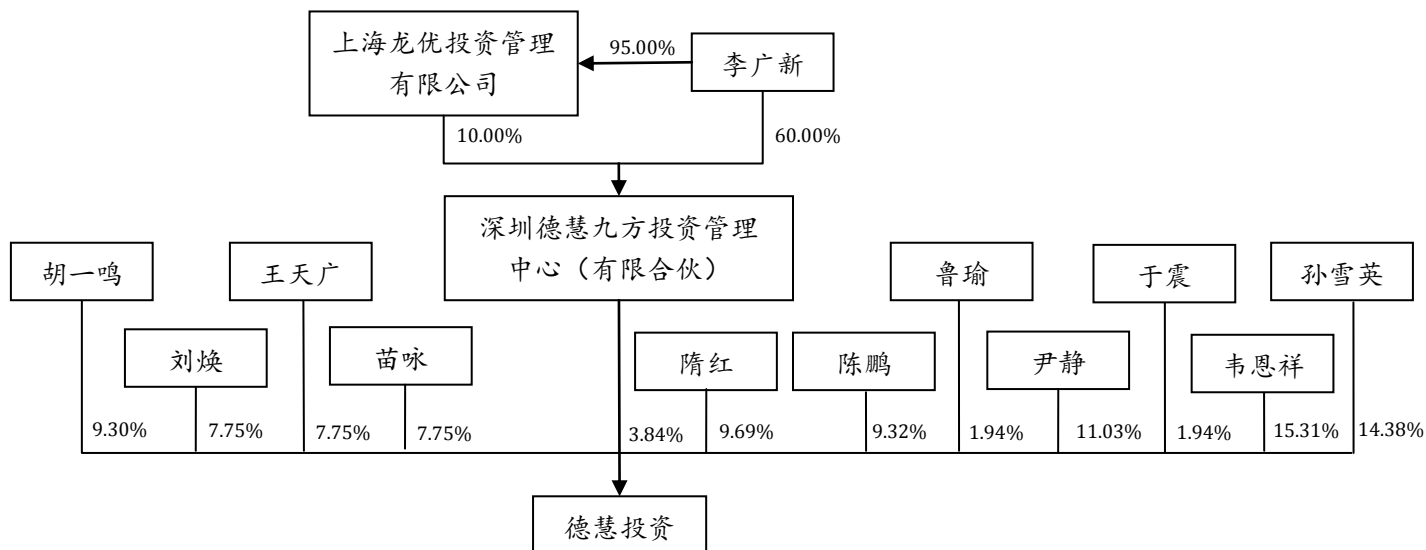 上海龙优投资管理
有限公司
95.00%
李广新
10.00%
60.00%
深圳德慧九方投资管理
中心（有限合伙）
胡一鸣
王天广
鲁瑜
于震
孙雪英
刘焕
苗咏
隋红
陈鹏
尹静
韦恩祥
9.30%
7.75%
7.75%
7.75%
3.84%
9.69%
9.32%
1.94%
11.03%
1.94%
15.31%
14.38%
德慧投资